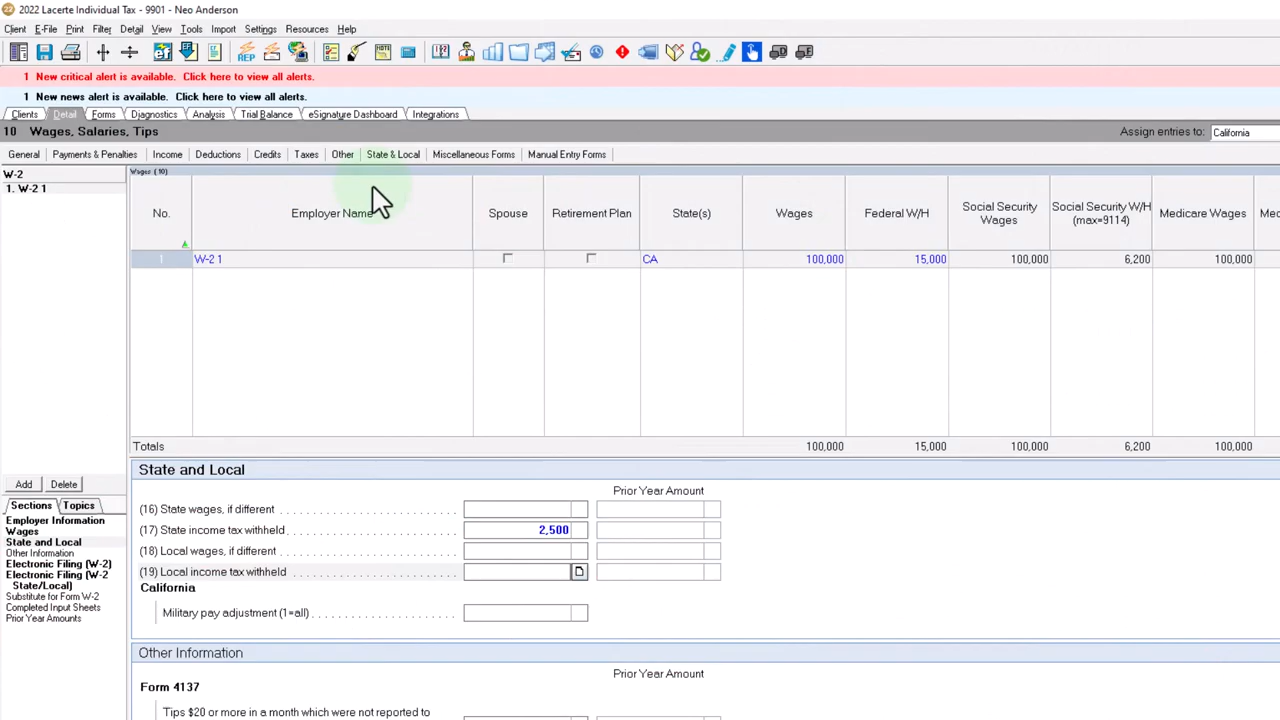 22 2022 Lacerte Individual Tax - 9901 - Neo Anderson
Client E-File Print Filter Detail View Tools Import Settings Resources Help
1 New critical alert is available. Click here to view all alerts.
1 New news alert is available. Click here to view all alerts.
Clients Detail Forms Diagnostics Analysis Trial Balance eSignature Dashboard Integrations
10 Wages, Salaries, Tips Assign entries to: California
General Payments & Penalties Income Deductions Credits Taxes Other State & Local Miscellaneous Forms Manual Entry Forms
W-2
1. W-2 1
Wages (10)
No. Employer Name Spouse Retirement Plan State(s) Wages Federal W/H Social Security Wages Social Security W/H (max=9114) Medicare Wages
1 W-2 1 CA 100,000 15,000 100,000 6,200 100,000
Totals 100,000 15,000 100,000 6,200 100,000
Add Delete
Sections Topics
Employer Information
Wages
State and Local
Other Information
Electronic Filing (W-2)
Electronic Filing (W-2
State/Local)
Substitute for Form W-2
Completed Input Sheets
Prior Year Amounts
State and Local
Prior Year Amount
(16) State wages, if different
(17) State income tax withheld 2,500
(18) Local wages, if different
(19) Local income tax withheld
California
Military pay adjustment (1=all)
Other Information
Prior Year Amount
Form 4137
Tips $20 or more in a month which were not reported to